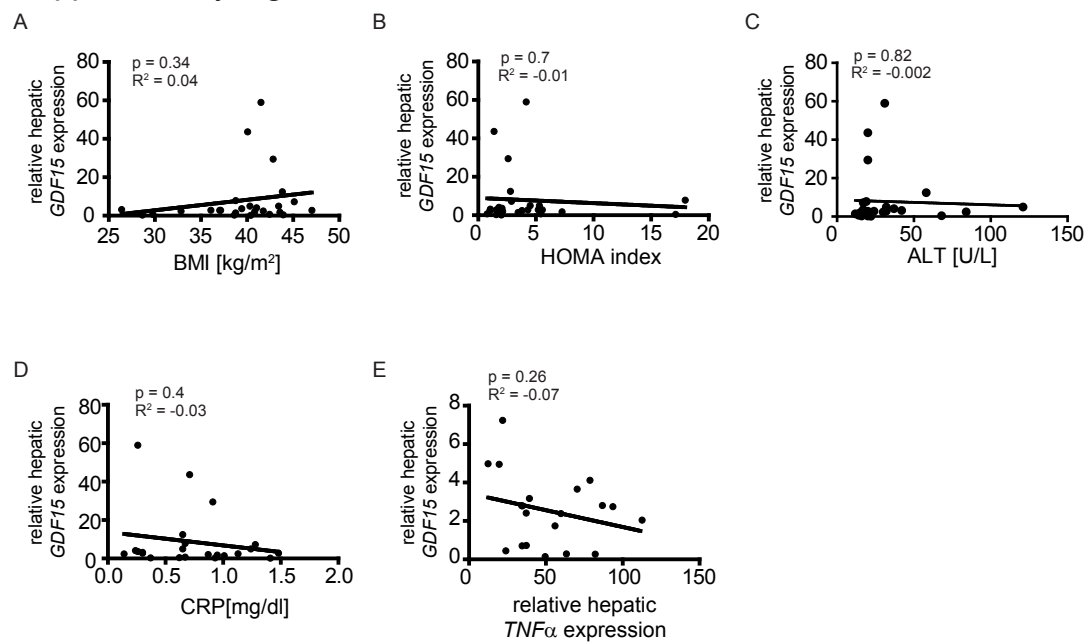 A
p = 0.34
R² = 0.04
relative hepatic
GDF15 expression
80
60
40
20
0
25 30 35 40 45 50
BMI [kg/m²]
B
p = 0.7
R² = -0.01
relative hepatic
GDF15 expression
80
60
40
20
0
0 5 10 15 20
HOMA index
C
p = 0.82
R² = -0.002
relative hepatic
GDF15 expression
80
60
40
20
0
0 50 100 150
ALT [U/L]
D
p = 0.4
R² = -0.03
relative hepatic
GDF15 expression
80
60
40
20
0
0.0 0.5 1.0 1.5 2.0
CRP[mg/dl]
E
p = 0.26
R² = -0.07
relative hepatic
GDF15 expression
8
6
4
2
0
0 50 100 150
relative hepatic
TNFα expression